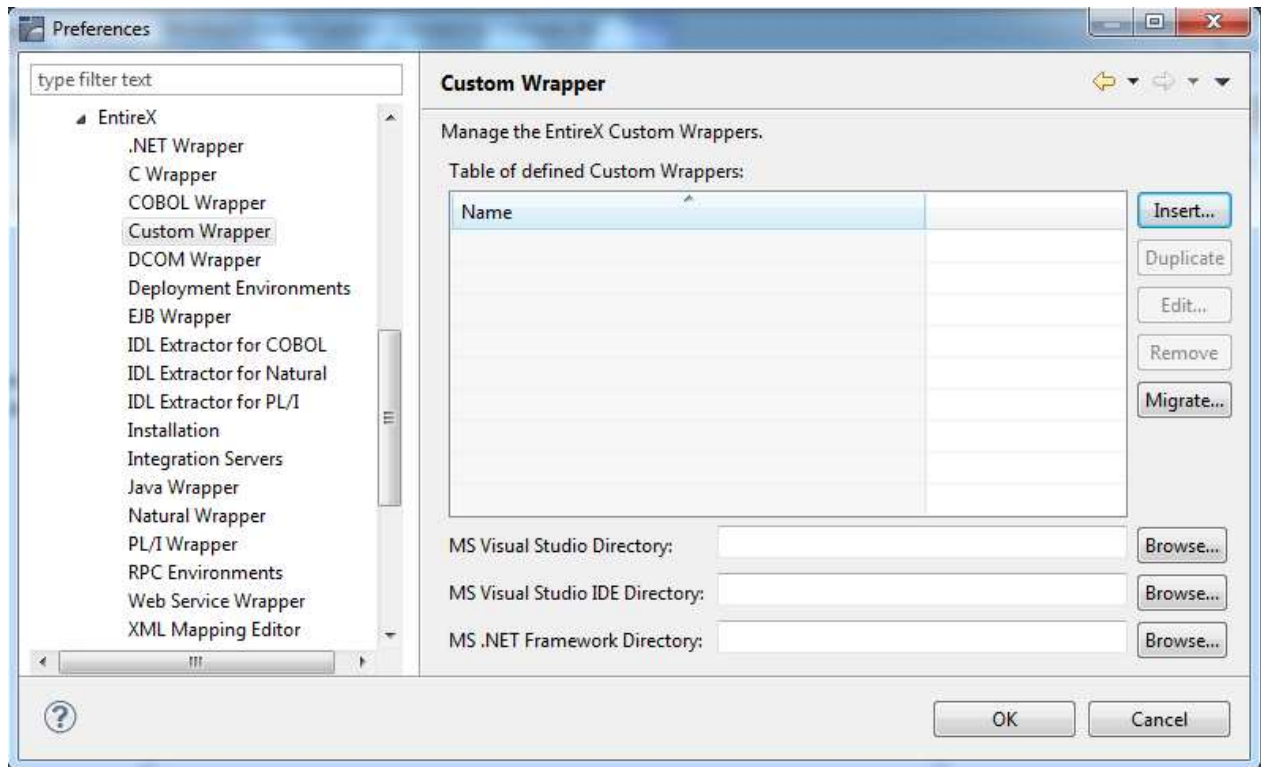 Preferences
type filter text
EntireX
.NET Wrapper
C Wrapper
COBOL Wrapper
Custom Wrapper
DCOM Wrapper
Deployment Environments
EJB Wrapper
IDL Extractor for COBOL
IDL Extractor for Natural
IDL Extractor for PL/I
Installation
Integration Servers
Java Wrapper
Natural Wrapper
PL/I Wrapper
RPC Environments
Web Service Wrapper
XML Mapping Editor
Custom Wrapper
Manage the EntireX Custom Wrappers.
Table of defined Custom Wrappers:
Name
Insert...
Duplicate
Edit...
Remove
Migrate...
MS Visual Studio Directory:
Browse...
MS Visual Studio IDE Directory:
Browse...
MS .NET Framework Directory:
Browse...
?
OK
Cancel